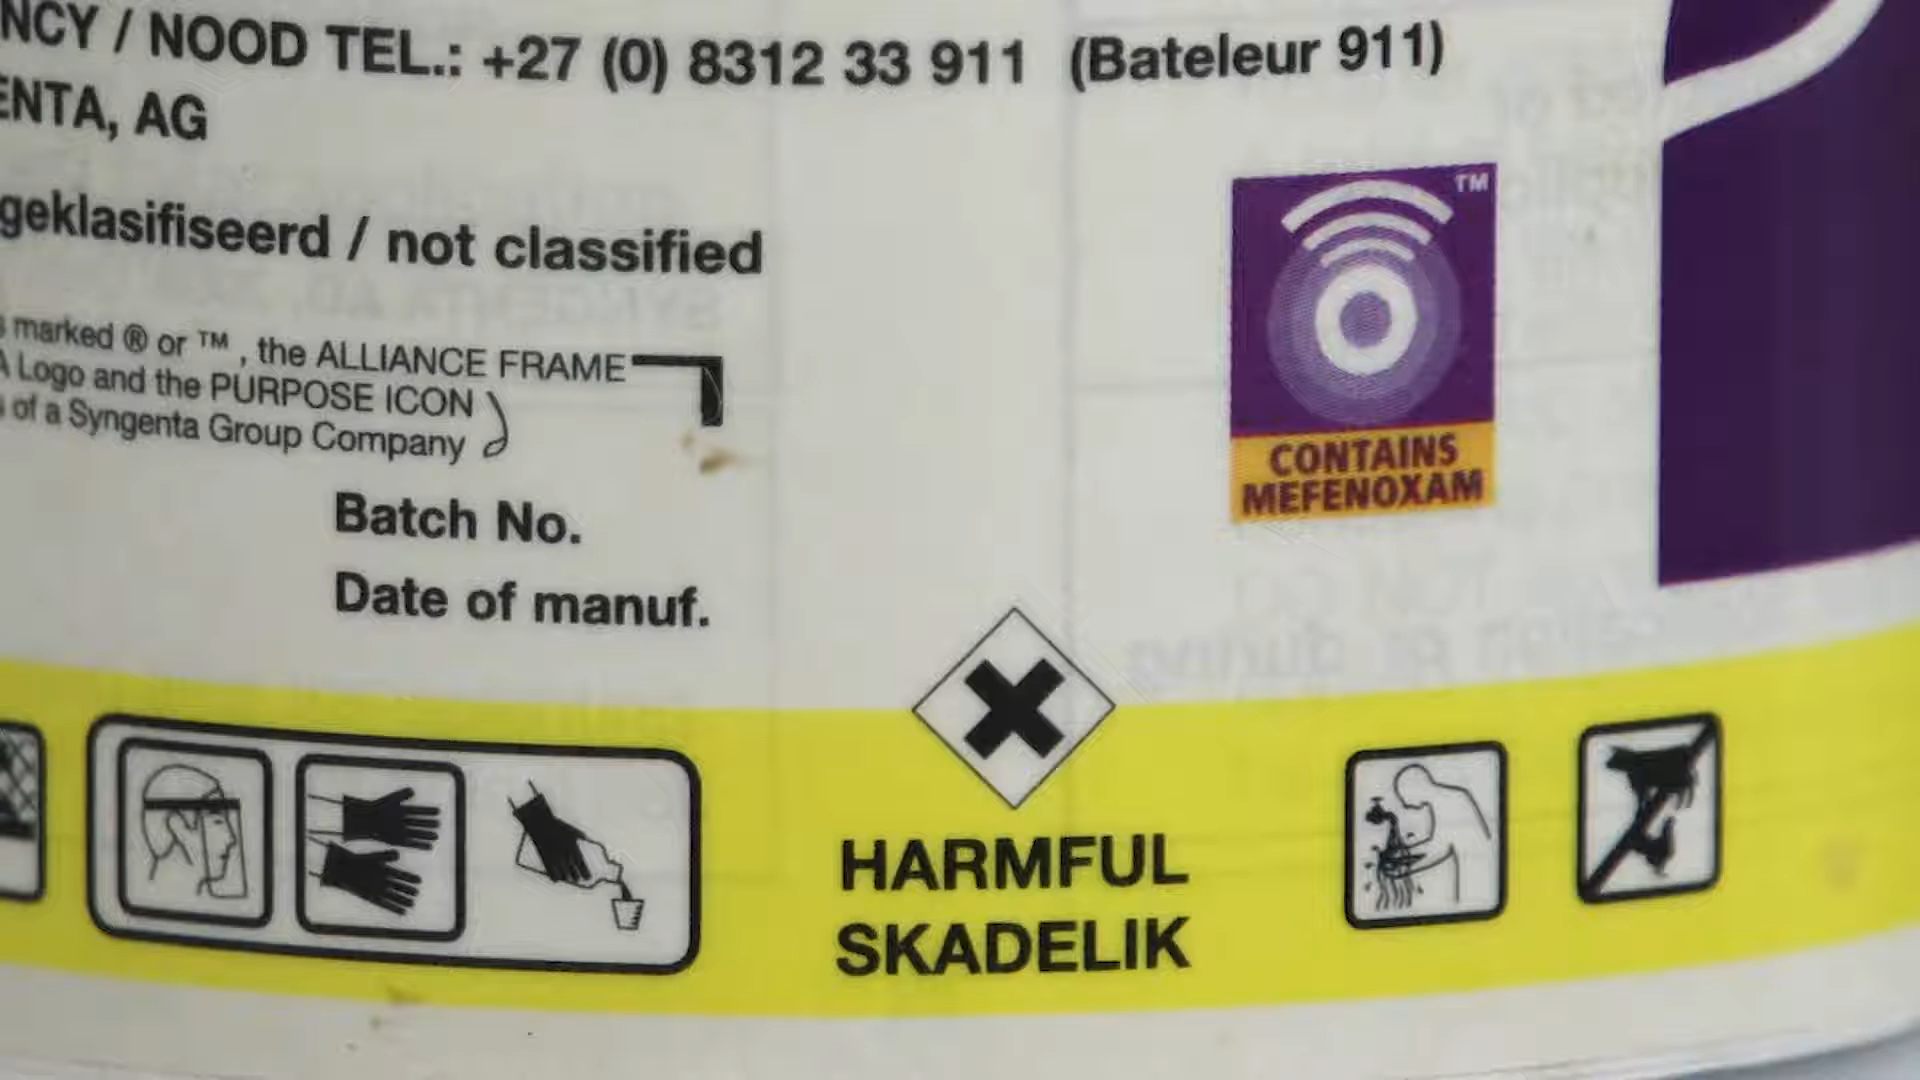 NCY / NOOD TEL.: +27 (0) 8312 33 911 (Bateleur 911)
ENTA, AG
geklasifiseerd / not classified
s marked ® or ™, the ALLIANCE FRAME
A Logo and the PURPOSE ICON
of a Syngenta Group Company
Batch No.
Date of manuf.
TM
CONTAINS
MEFENOXAM
HARMFUL
SKADELIK